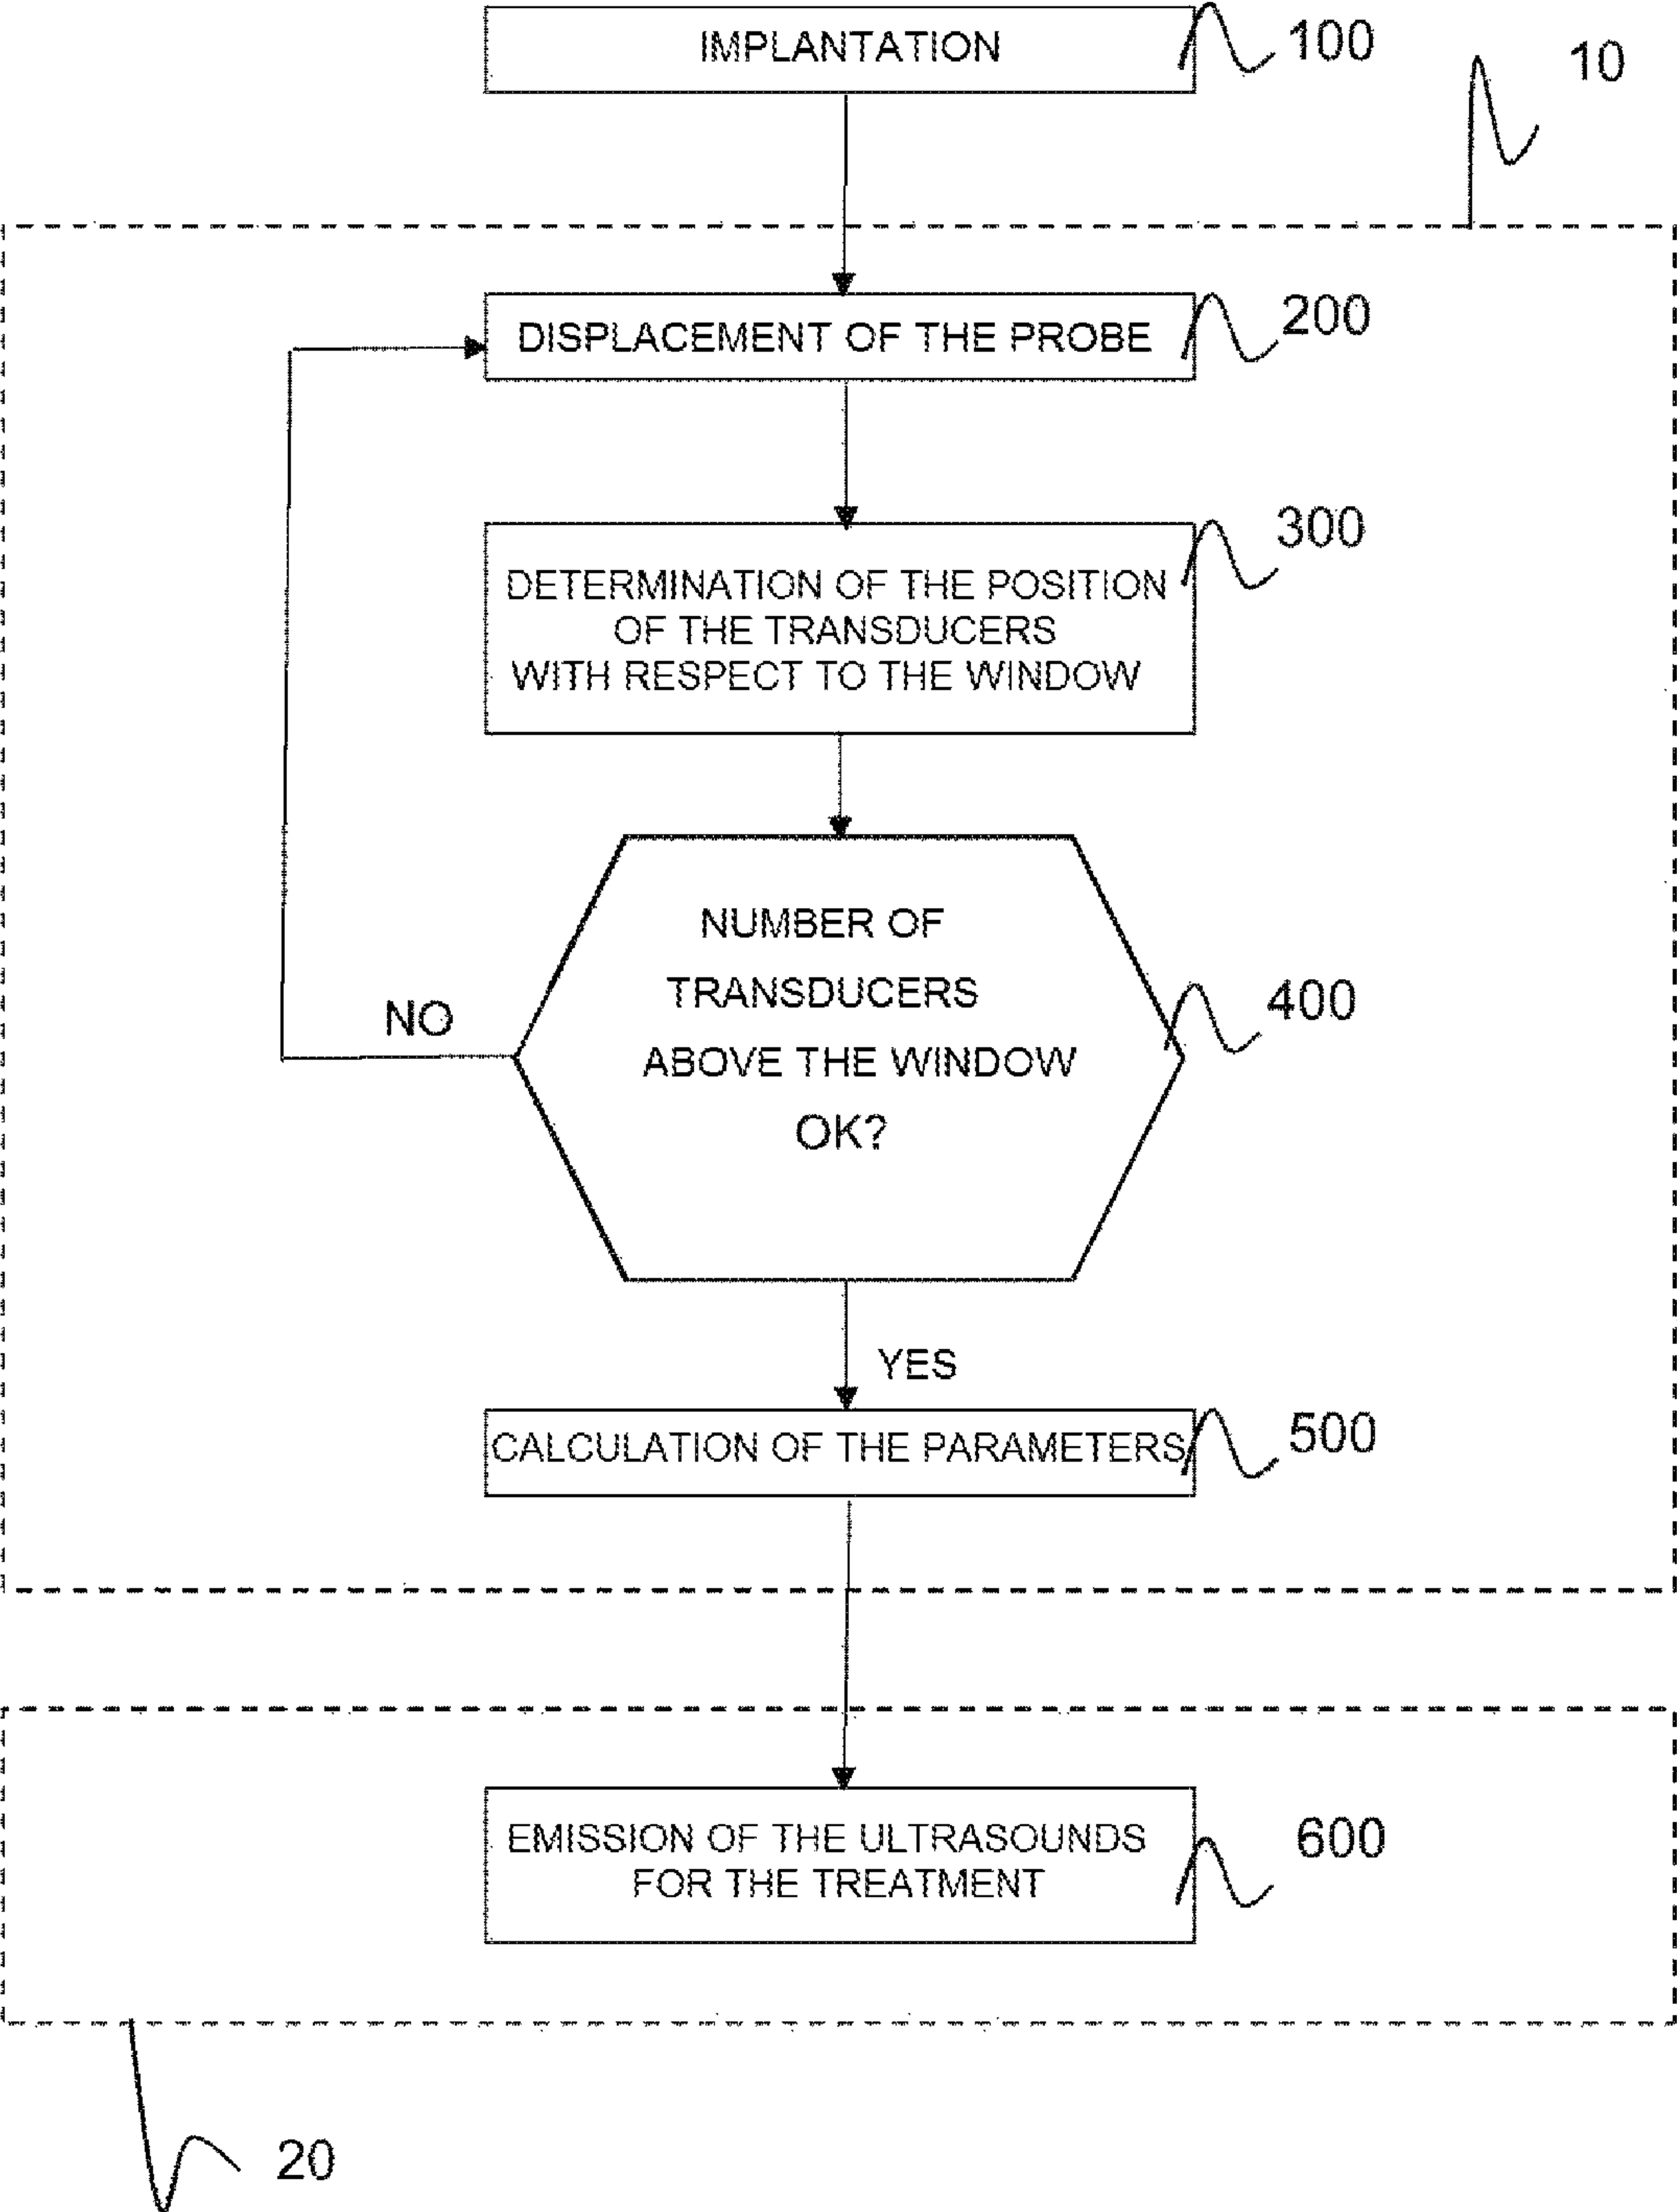 IMPLANTATION
100
10
DISPLACEMENT OF THE PROBE
200
DETERMINATION OF THE POSITION
OF THE TRANSDUCERS
WITH RESPECT TO THE WINDOW
300
NUMBER OF
TRANSDUCERS
ABOVE THE WINDOW
OK?
400
NO
YES
CALCULATION OF THE PARAMETERS
500
EMISSION OF THE ULTRASOUNDS
FOR THE TREATMENT
600
20